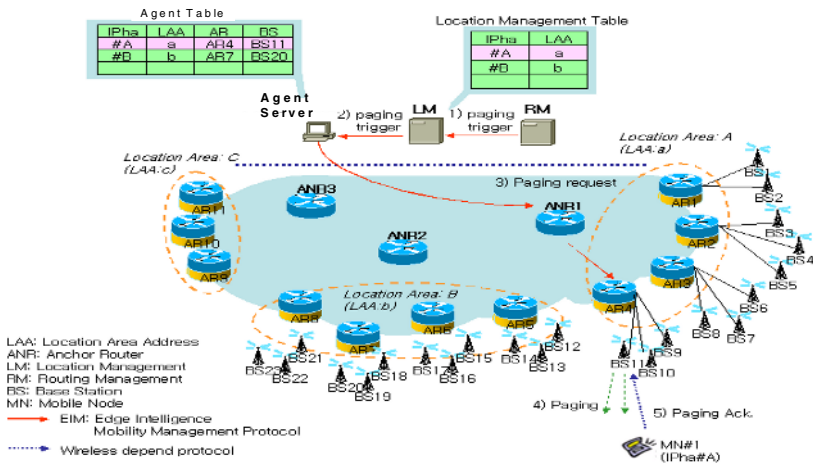 Agent Table
IPha LAA AR BS
#A a AR4 BS11
#B b AR7 BS20
Location Management Table
IPha LAA
#A a
#B b
Agent
Server
2) paging
trigger
LM
1) paging
trigger
RM
Location Area: C
(LAA:c)
Location Area: A
(LAA:a)
3) Paging request
ANR3
ANR1
ANR2
AR11
AR10
AR9
AR1
AR2
AR3
AR4
BS1
BS2
BS3
BS4
BS5
BS6
BS7
BS8
BS9
BS10
BS11
Location Area: B
(LAA:b)
AR8
AR7
AR6
AR5
BS12
BS13
BS14
BS15
BS16
BS17
BS18
BS19
BS20
BS21
BS22
BS23
LAA: Location Area Address
ANR: Anchor Router
LM: Location Management
RM: Routing Management
BS: Base Station
MN: Mobile Node
EIM: Edge Intelligence
Mobility Management Protocol
Wireless depend protocol
4) Paging
5) Paging Ack.
MN#1
(IPha#A)